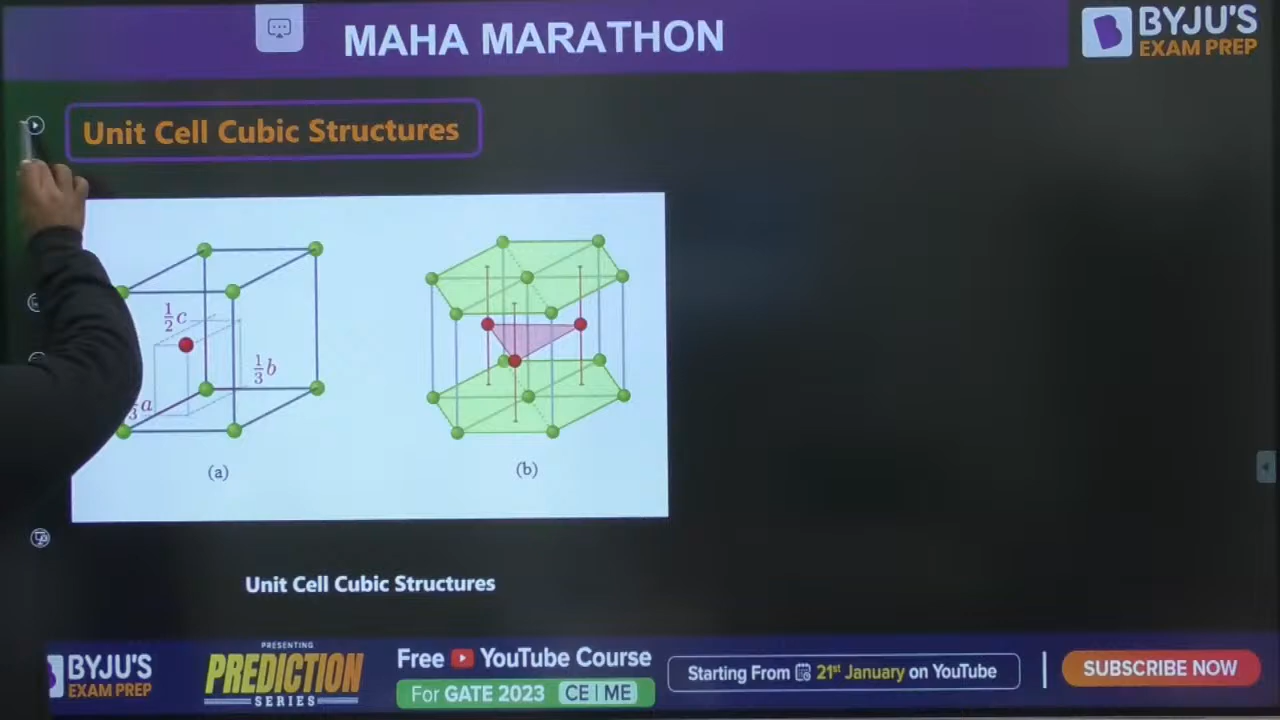 MAHA MARATHON
BYJU'S
EXAM PREP
Unit Cell Cubic Structures
1/2 c
1/3 b
3 a
(a)
(b)
Unit Cell Cubic Structures
BYJU'S
EXAM PREP
PRESENTING
PREDICTION
SERIES
Free YouTube Course
For GATE 2023 CE | ME
Starting From 21st January on YouTube
SUBSCRIBE NOW